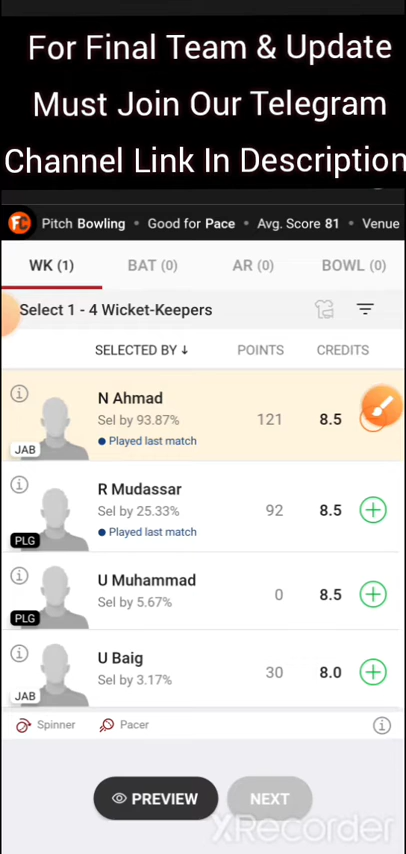 For Final Team & Update
Must Join Our Telegram
Channel Link In Description
FC Pitch Bowling • Good for Pace • Avg. Score 81 • Venue
WK (1) BAT (0) AR (0) BOWL (0)
Select 1 - 4 Wicket-Keepers
SELECTED BY ↓ POINTS CREDITS
N Ahmad
Sel by 93.87% 121 8.5
Played last match
JAB
R Mudassar
Sel by 25.33% 92 8.5
Played last match
PLG
U Muhammad
Sel by 5.67% 0 8.5
PLG
U Baig
Sel by 3.17% 30 8.0
JAB
Spinner Pacer
PREVIEW NEXT
XRecorder